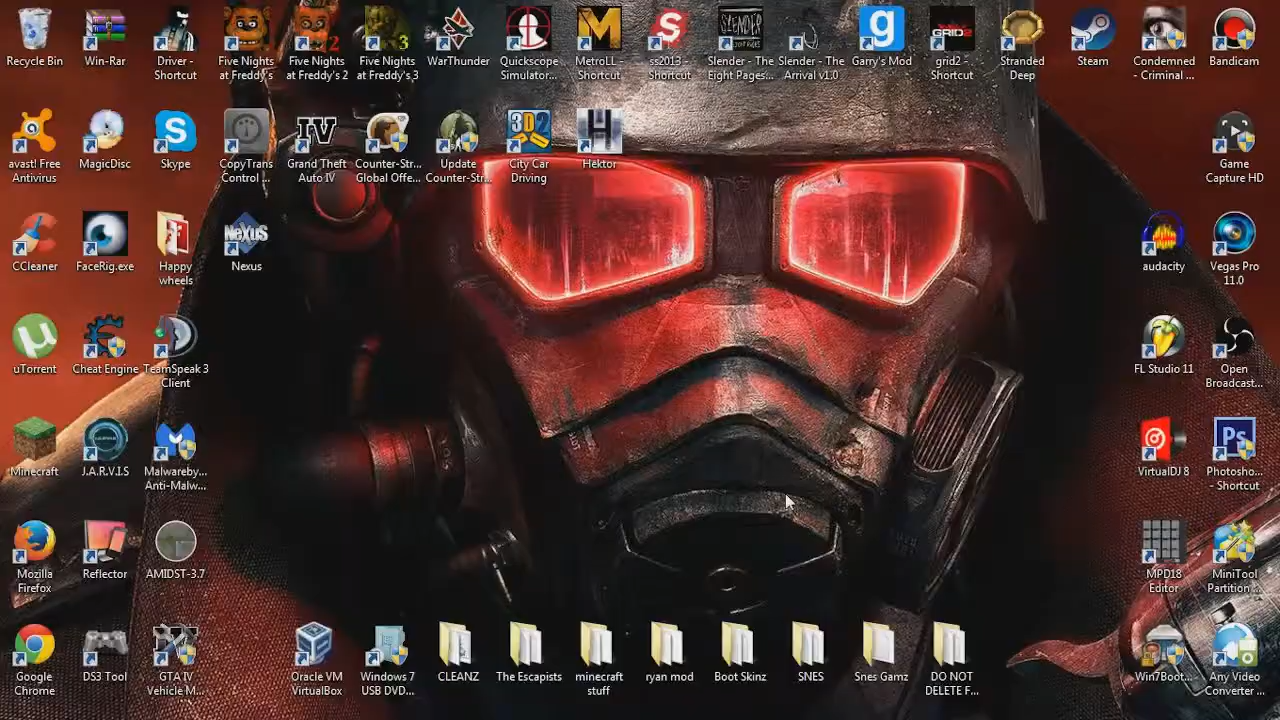 Recycle Bin
Win-Rar
Driver -
Shortcut
Five Nights
at Freddy's
Five Nights
at Freddy's 2
Five Nights
at Freddy's 3
WarThunder
Quickscope
Simulator...
MetroLL -
Shortcut
ss2013 -
Shortcut
Slender - The
Eight Pages...
Slender - The
Arrival v1.0
Garry's Mod
grid2 -
Shortcut
Stranded
Deep
Steam
Condemned
- Criminal ...
Bandicam
avast! Free
Antivirus
MagicDisc
Skype
CopyTrans
Control ...
Grand Theft
Auto IV
Counter-Str...
Global Offe...
Update
Counter-Str...
City Car
Driving
Hektor
Game
Capture HD
CCleaner
FaceRig.exe
Happy
wheels
Nexus
audacity
Vegas Pro
11.0
uTorrent
Cheat Engine
TeamSpeak 3
Client
FL Studio 11
Open
Broadcast...
Minecraft
J.A.R.V.I.S
Malwareby...
Anti-Malw...
VirtualDJ 8
Photosho...
- Shortcut
Mozilla
Firefox
Reflector
AMIDST-3.7
MPD18
Editor
MiniTool
Partition ...
Google
Chrome
DS3 Tool
GTA IV
Vehicle M...
Oracle VM
VirtualBox
Windows 7
USB DVD...
CLEANZ
The Escapists
minecraft
stuff
ryan mod
Boot Skinz
SNES
Snes Gamz
DO NOT
DELETE F...
Win7Boot...
Any Video
Converter ...